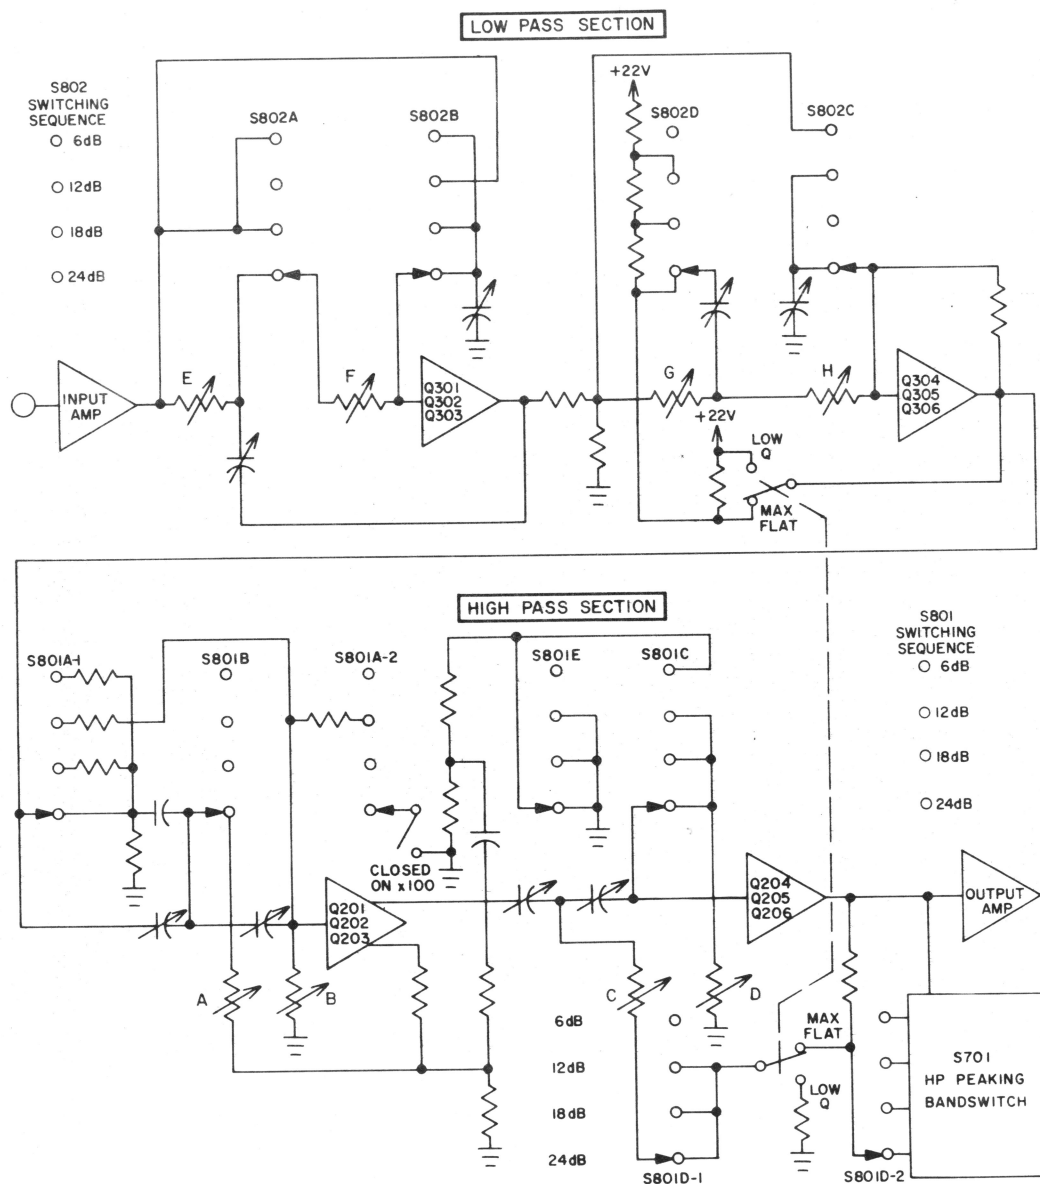 LOW PASS SECTION
S802
SWITCHING
SEQUENCE
6dB
12dB
18dB
24dB
S802A
S802B
+22V
S802D
S802C
INPUT
AMP
E
F
Q301
Q302
Q303
G
H
Q304
Q305
Q306
+22V
LOW
Q
MAX
FLAT
HIGH PASS SECTION
S801
SWITCHING
SEQUENCE
6dB
12dB
18dB
24dB
S801A-1
S801B
S801A-2
S801E
S801C
CLOSED
ON x100
Q201
Q202
Q203
Q204
Q205
Q206
OUTPUT
AMP
A
B
C
D
6dB
12dB
18dB
24dB
MAX
FLAT
LOW
Q
S701
HP PEAKING
BANDSWITCH
S801D-1
S801D-2